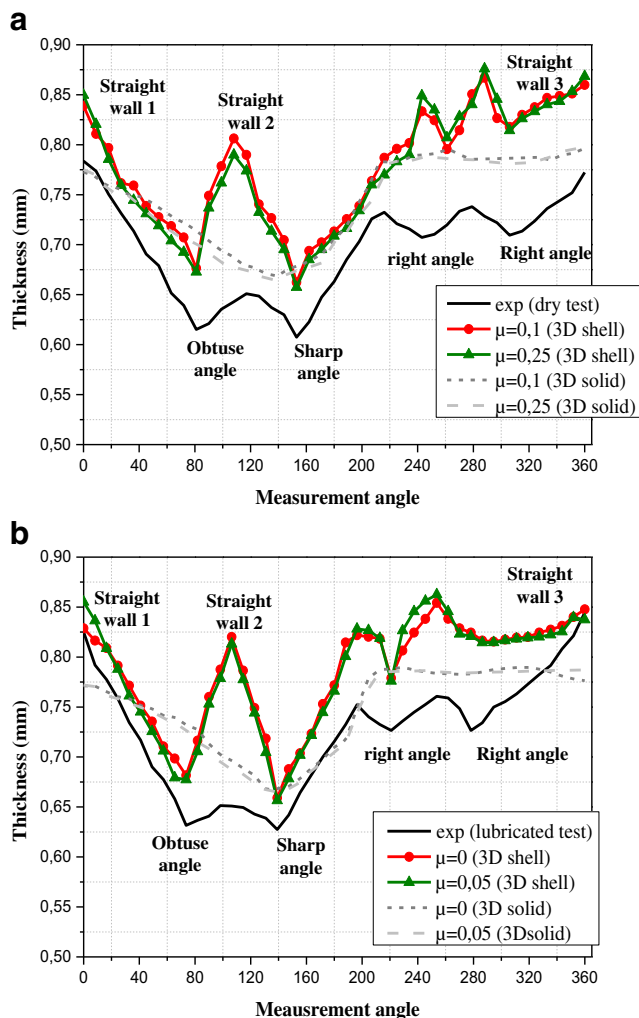 a
0,90
0,85
0,80
0,75
0,70
0,65
0,60
0,55
0,50
Thickness (mm)
Straight
wall 1
Straight
wall 2
Straight
wall 3
Obtuse
angle
Sharp
angle
right angle
Right angle
exp (dry test)
μ=0,1 (3D shell)
μ=0,25 (3D shell)
μ=0,1 (3D solid)
μ=0,25 (3D solid)
0 40 80 120 160 200 240 280 320 360
Measurement angle
b
0,90
0,85
0,80
0,75
0,70
0,65
0,60
0,55
0,50
Thickness (mm)
Straight
wall 1
Straight
wall 2
Straight
wall 3
Obtuse
angle
Sharp
angle
right angle
Right angle
exp (lubricated test)
μ=0 (3D shell)
μ=0,05 (3D shell)
μ=0 (3D solid)
μ=0,05 (3Dsolid)
0 40 80 120 160 200 240 280 320 360
Meausrement angle